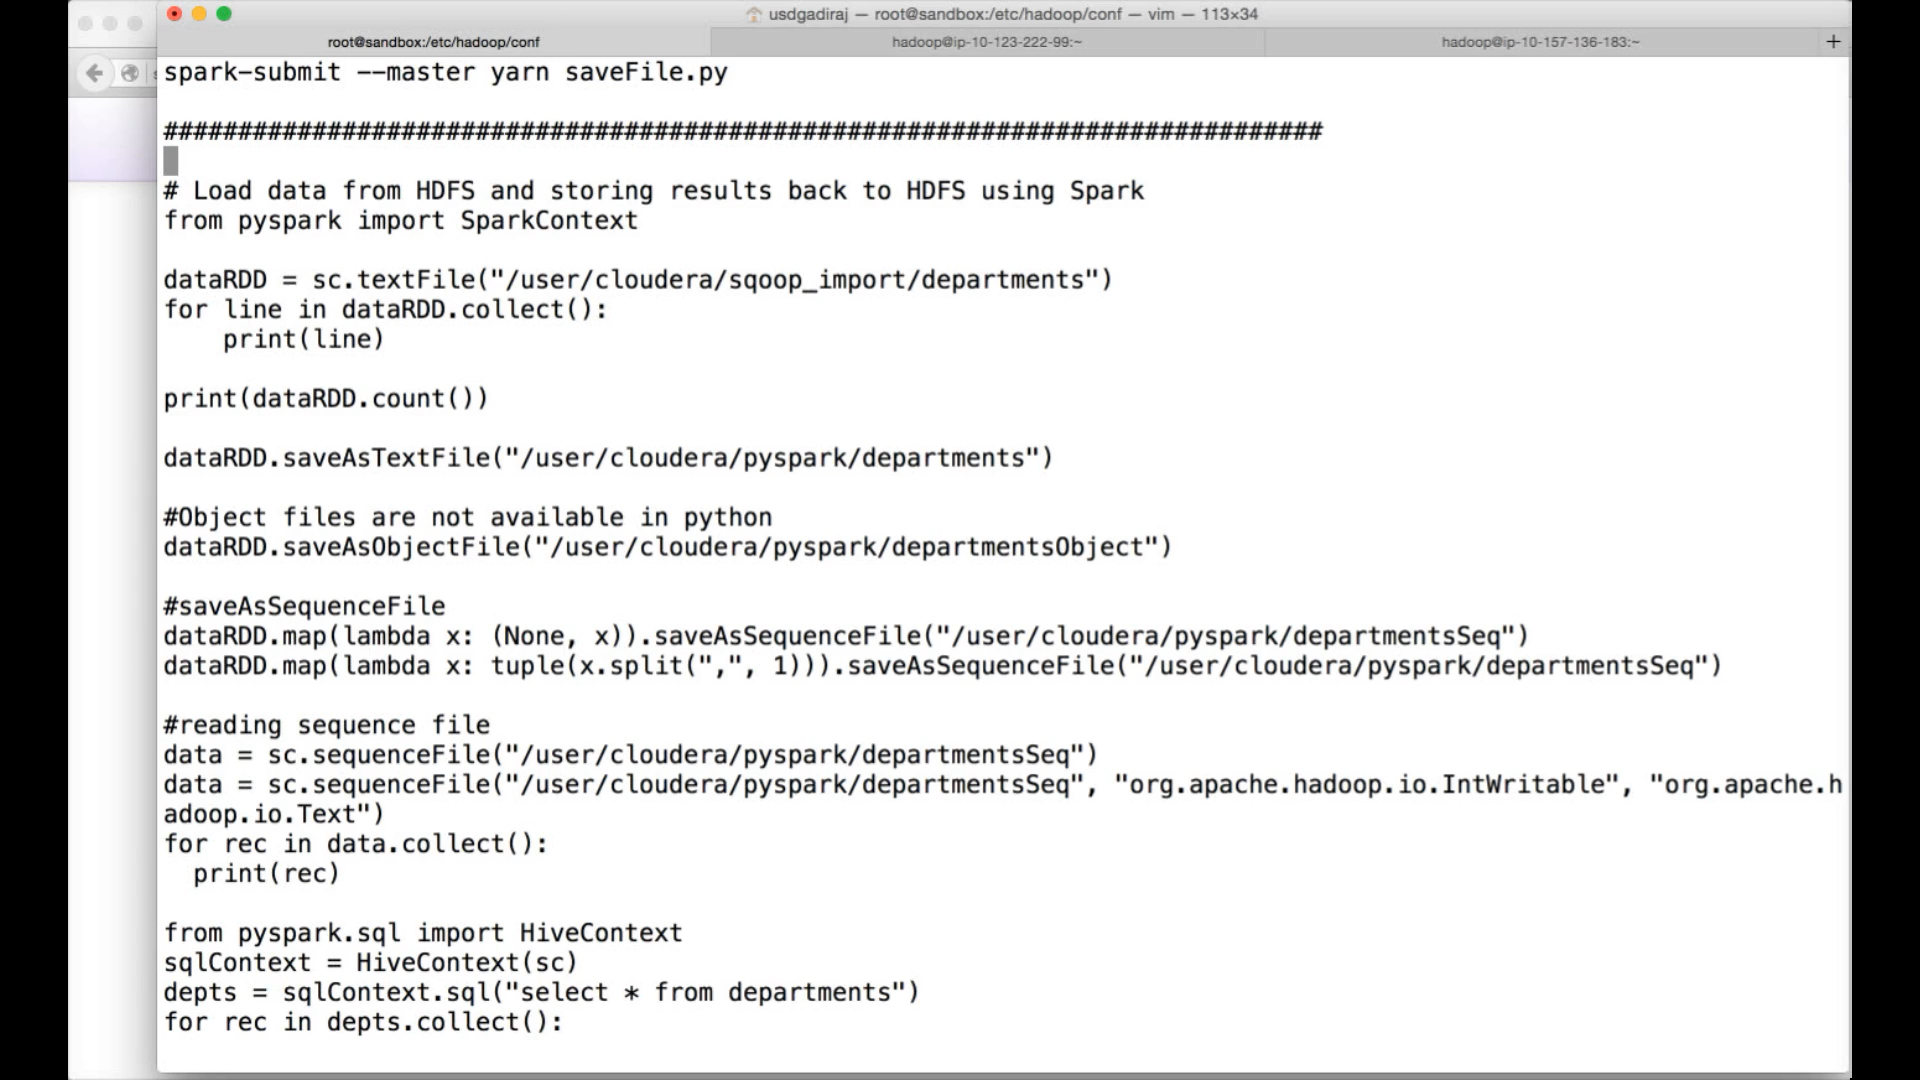 usdgadiraj — root@sandbox:/etc/hadoop/conf — vim — 113×34
root@sandbox:/etc/hadoop/conf
hadoop@ip-10-123-222-99:~
hadoop@ip-10-157-136-183:~
+
spark-submit --master yarn saveFile.py
##############################################################################
# Load data from HDFS and storing results back to HDFS using Spark
from pyspark import SparkContext
dataRDD = sc.textFile("/user/cloudera/sqoop_import/departments")
for line in dataRDD.collect():
    print(line)
print(dataRDD.count())
dataRDD.saveAsTextFile("/user/cloudera/pyspark/departments")
#Object files are not available in python
dataRDD.saveAsObjectFile("/user/cloudera/pyspark/departmentsObject")
#saveAsSequenceFile
dataRDD.map(lambda x: (None, x)).saveAsSequenceFile("/user/cloudera/pyspark/departmentsSeq")
dataRDD.map(lambda x: tuple(x.split(",", 1))).saveAsSequenceFile("/user/cloudera/pyspark/departmentsSeq")
#reading sequence file
data = sc.sequenceFile("/user/cloudera/pyspark/departmentsSeq")
data = sc.sequenceFile("/user/cloudera/pyspark/departmentsSeq", "org.apache.hadoop.io.IntWritable", "org.apache.h
adoop.io.Text")
for rec in data.collect():
  print(rec)
from pyspark.sql import HiveContext
sqlContext = HiveContext(sc)
depts = sqlContext.sql("select * from departments")
for rec in depts.collect():